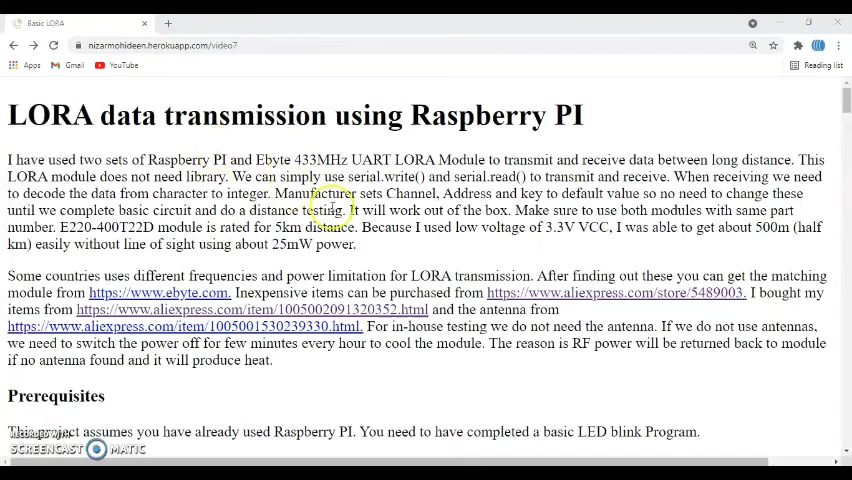 Basic LORA
nizarmohideen.herokuapp.com/video7
Apps Gmail YouTube Reading list
LORA data transmission using Raspberry PI
I have used two sets of Raspberry PI and Ebyte 433MHz UART LORA Module to transmit and receive data between long distance. This
LORA module does not need library. We can simply use serial.write() and serial.read() to transmit and receive. When receiving we need
to decode the data from character to integer. Manufacturer sets Channel, Address and key to default value so no need to change these
until we complete basic circuit and do a distance testing. It will work out of the box. Make sure to use both modules with same part
number. E220-400T22D module is rated for 5km distance. Because I used low voltage of 3.3V VCC, I was able to get about 500m (half
km) easily without line of sight using about 25mW power.
Some countries uses different frequencies and power limitation for LORA transmission. After finding out these you can get the matching
module from https://www.ebyte.com. Inexpensive items can be purchased from https://www.aliexpress.com/store/5489003. I bought my
items from https://www.aliexpress.com/item/1005002091320352.html and the antenna from
https://www.aliexpress.com/item/1005001530239330.html. For in-house testing we do not need the antenna. If we do not use antennas,
we need to switch the power off for few minutes every hour to cool the module. The reason is RF power will be returned back to module
if no antenna found and it will produce heat.
Prerequisites
This project assumes you have already used Raspberry PI. You need to have completed a basic LED blink Program.
RECORDED WITH
SCREENCAST MATIC